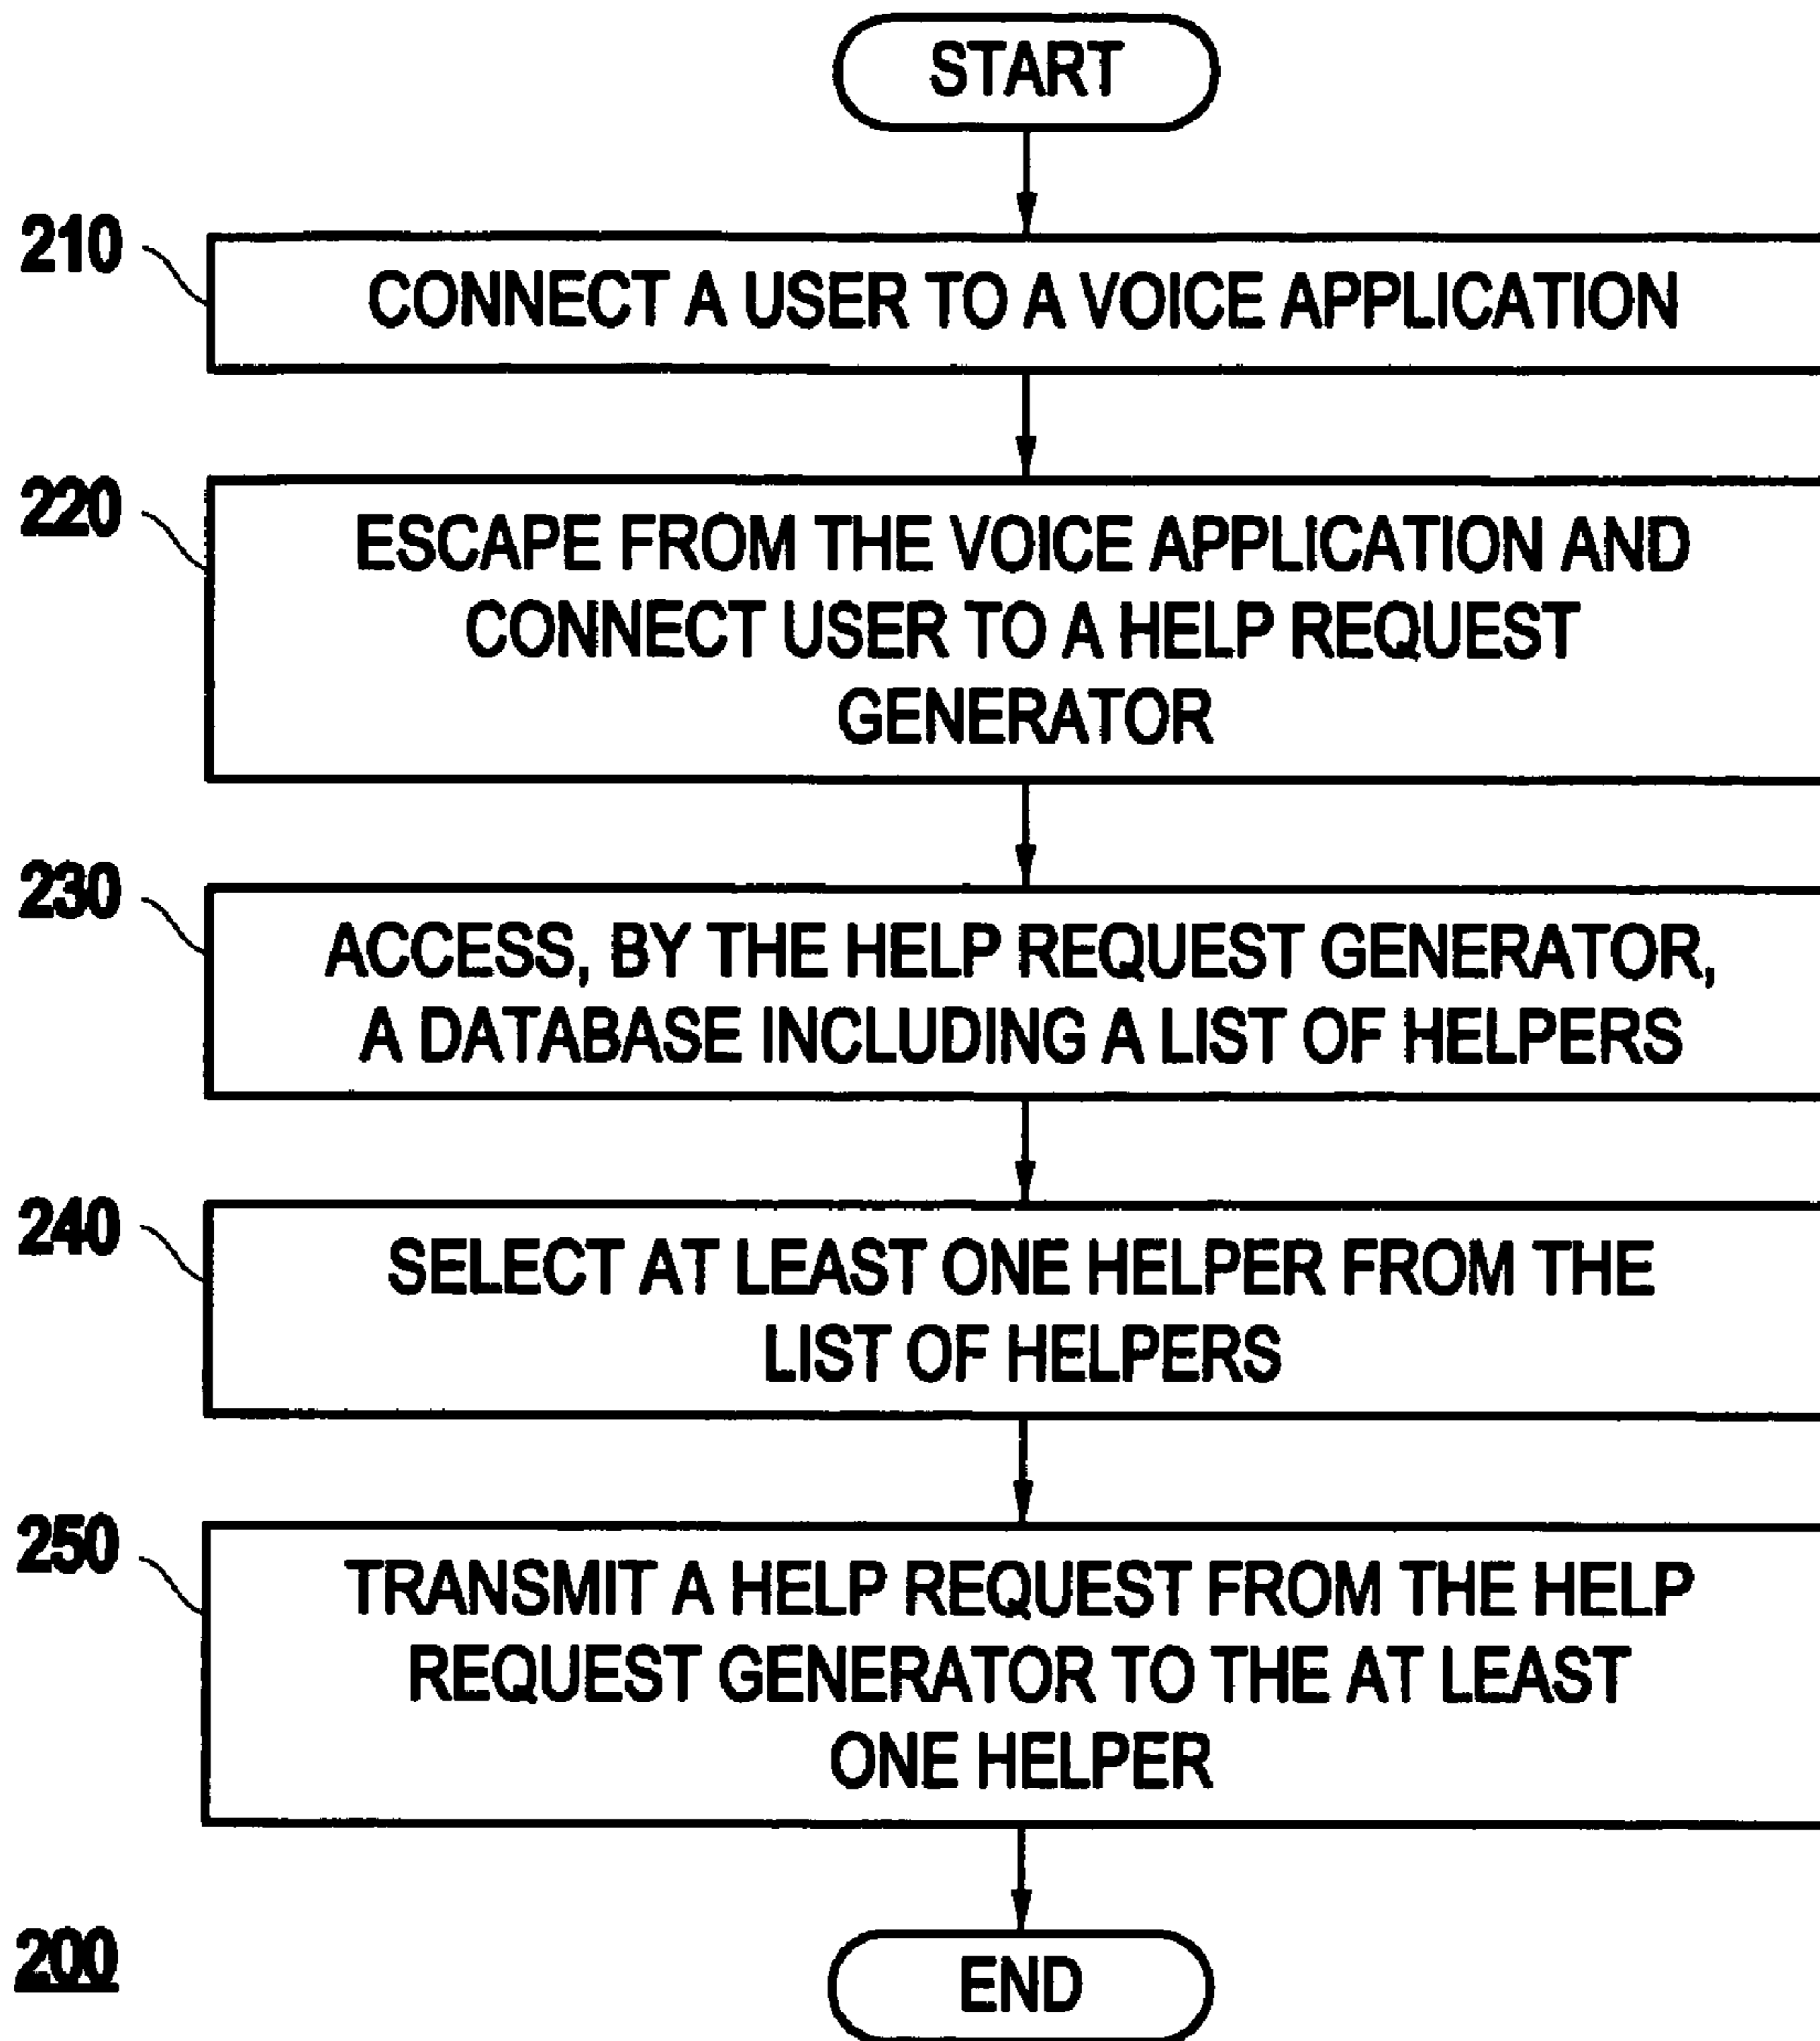 START
210
CONNECT A USER TO A VOICE APPLICATION
220
ESCAPE FROM THE VOICE APPLICATION AND
CONNECT USER TO A HELP REQUEST
GENERATOR
230
ACCESS, BY THE HELP REQUEST GENERATOR,
A DATABASE INCLUDING A LIST OF HELPERS
240
SELECT AT LEAST ONE HELPER FROM THE
LIST OF HELPERS
250
TRANSMIT A HELP REQUEST FROM THE HELP
REQUEST GENERATOR TO THE AT LEAST
ONE HELPER
200
END